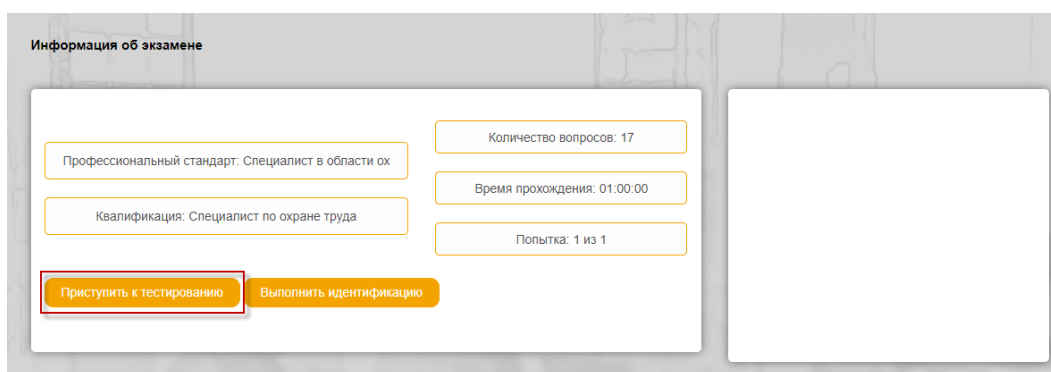 Информация об экзамене
Профессиональный стандарт: Специалист в области ох
Квалификация: Специалист по охране труда
Количество вопросов: 17
Время прохождения: 01:00:00
Попытка: 1 из 1
Приступить к тестированию
Выполнить идентификацию